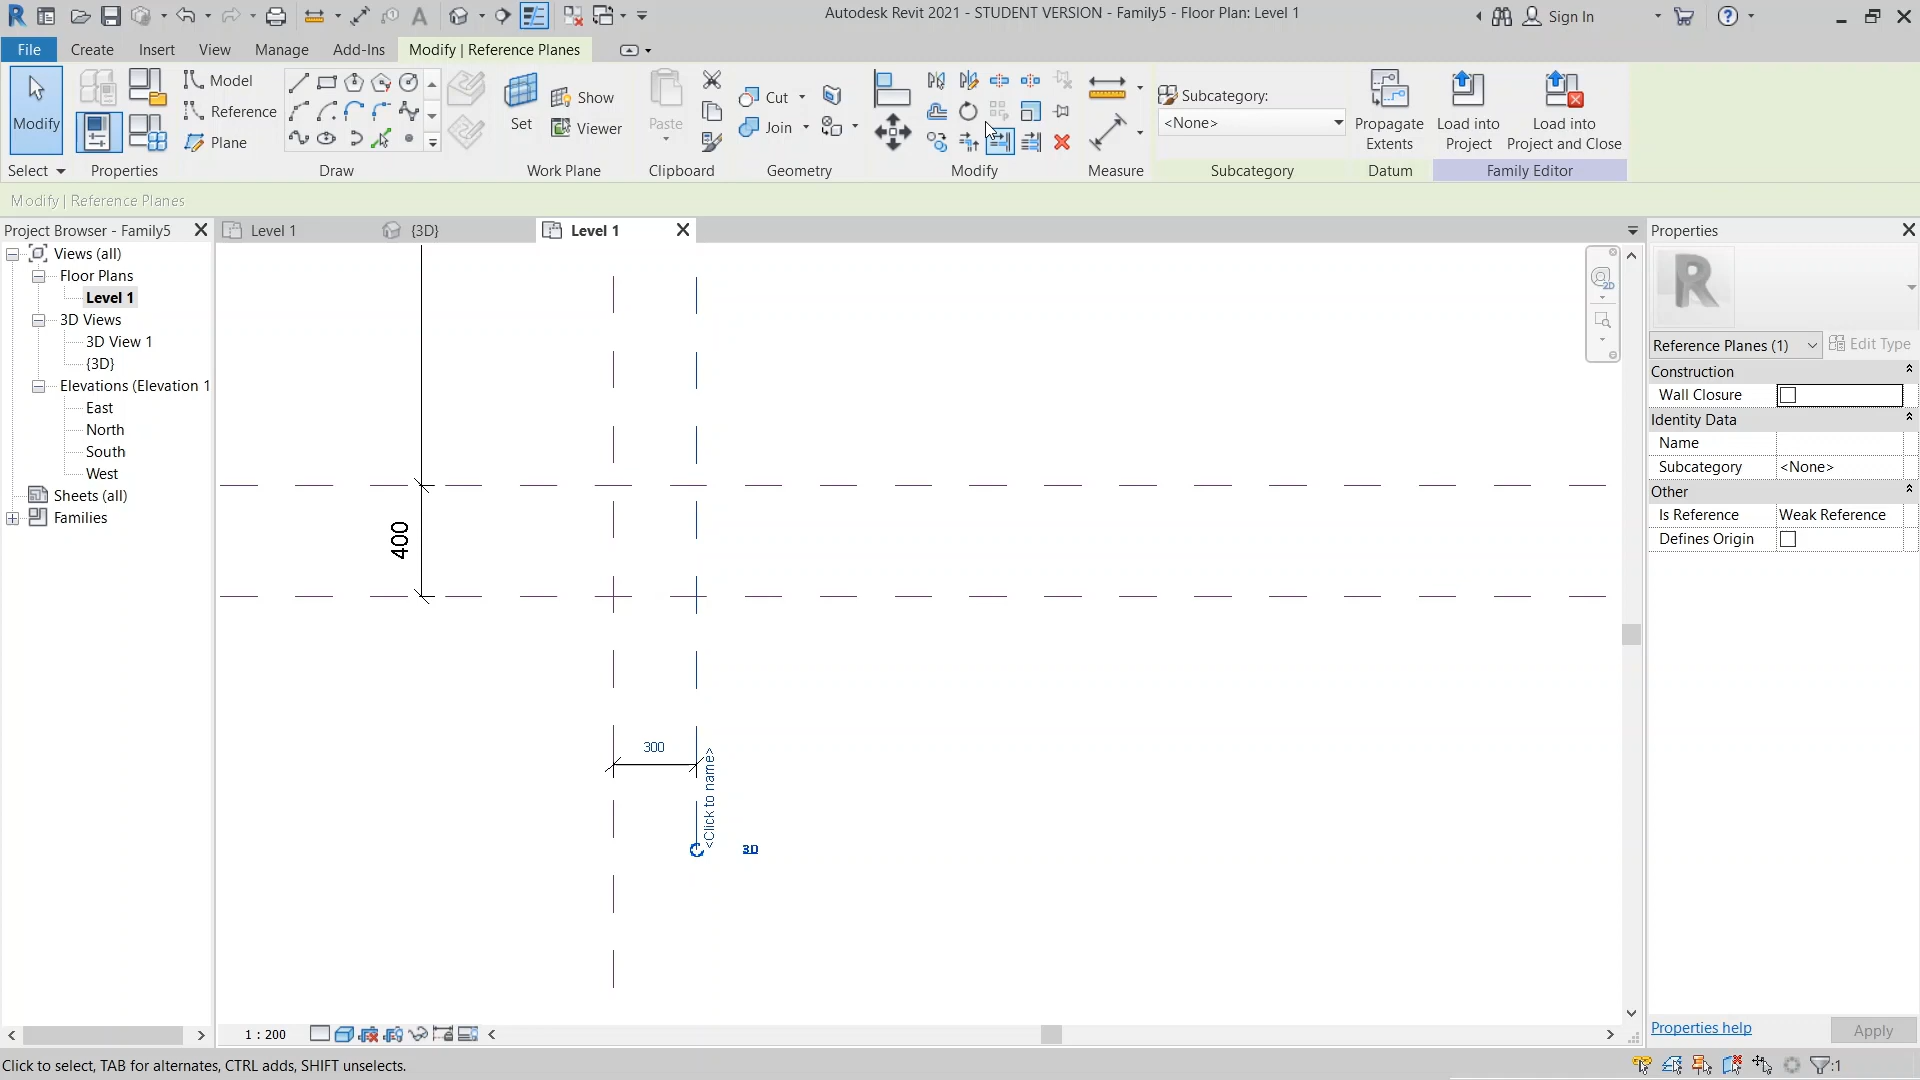 Autodesk Revit 2021 - STUDENT VERSION - Family5 - Floor Plan: Level 1
Sign In
File
Create
Insert
View
Manage
Add-Ins
Modify | Reference Planes
Modify
Model
Reference
Plane
Set
Show
Viewer
Paste
Cut
Join
Subcategory:
<None>
Propagate
Extents
Load into
Project
Load into
Project and Close
Select
Properties
Draw
Work Plane
Clipboard
Geometry
Modify
Measure
Subcategory
Datum
Family Editor
Modify | Reference Planes
Project Browser - Family5
Level 1
{3D}
Level 1
Views (all)
Floor Plans
Level 1
3D Views
3D View 1
{3D}
Elevations (Elevation 1
East
North
South
West
Sheets (all)
Families
400
300
<Click to name>
3D
2D
Properties
R
Reference Planes (1)
Edit Type
Construction
Wall Closure
Identity Data
Name
Subcategory <None>
Other
Is Reference Weak Reference
Defines Origin
Properties help
Apply
1 : 200
Click to select, TAB for alternates, CTRL adds, SHIFT unselects.
:1